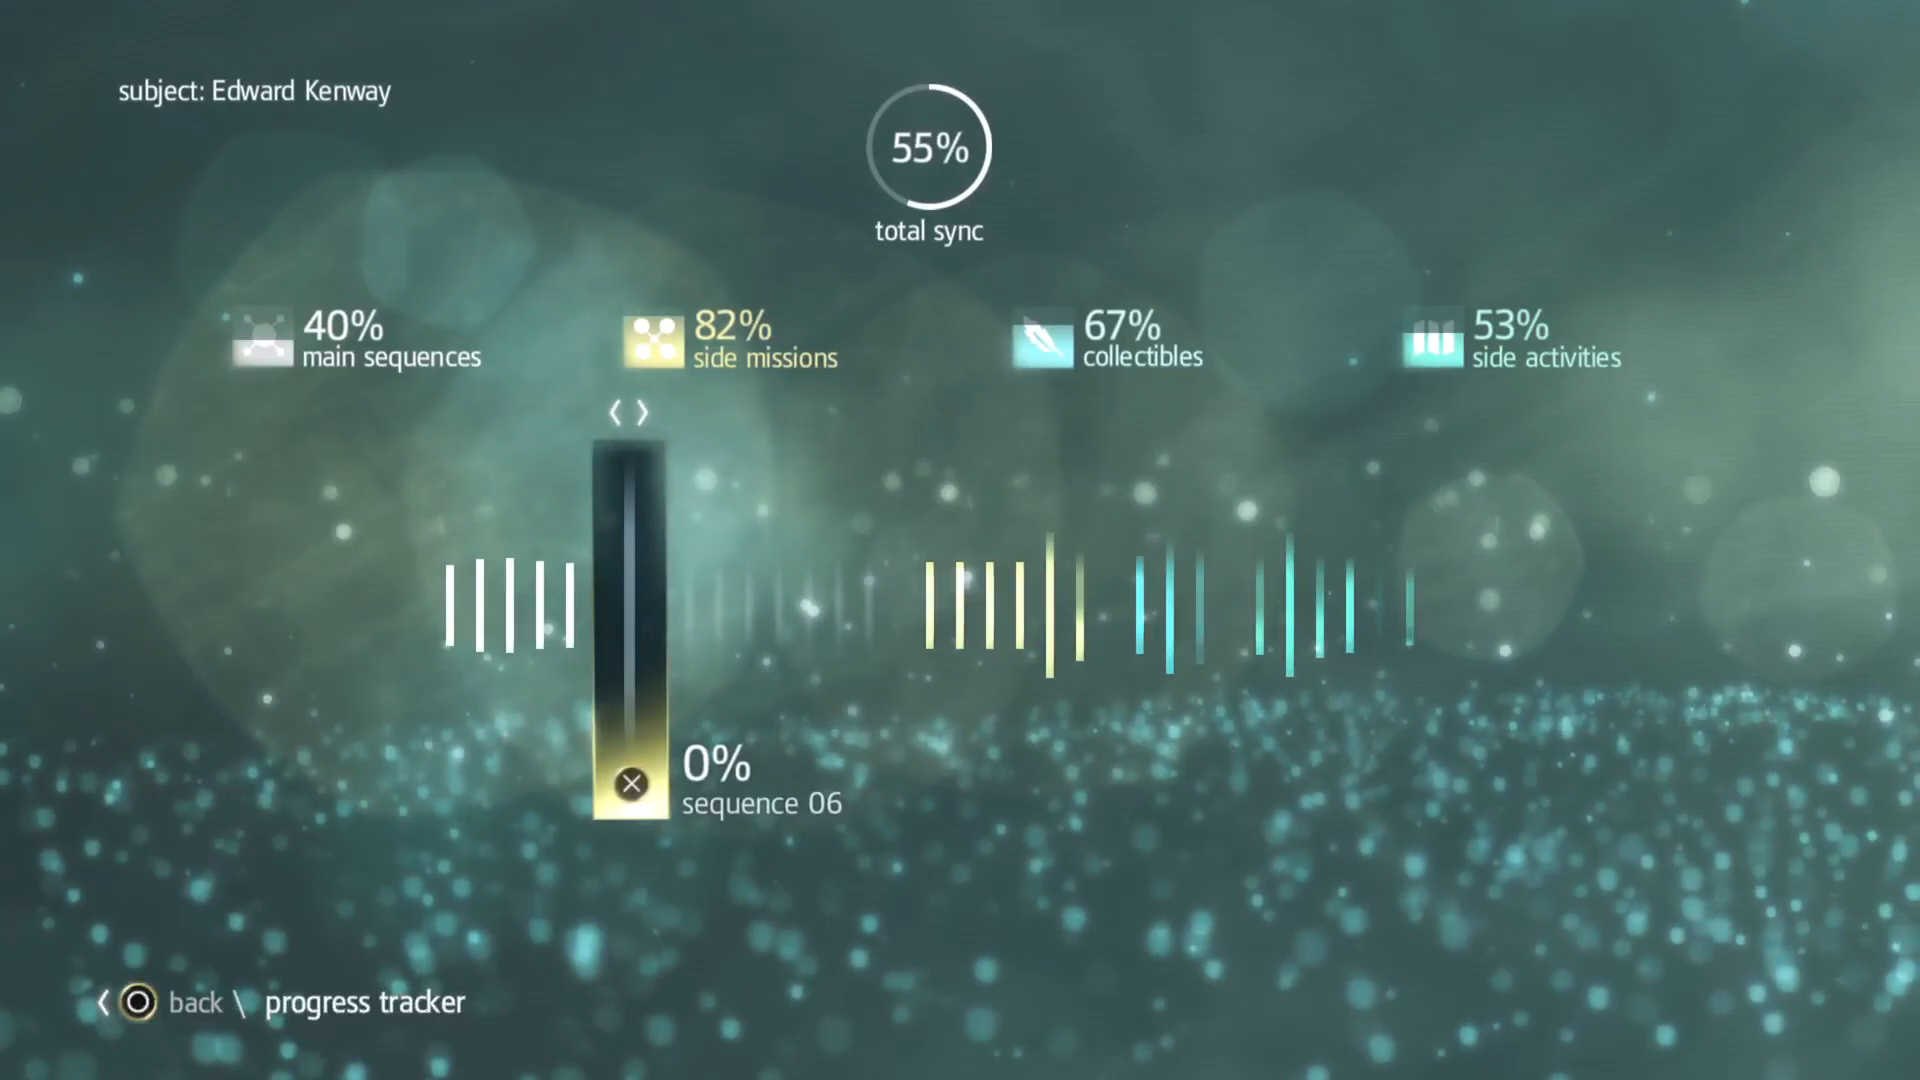 subject: Edward Kenway
55%
total sync
40%
main sequences
82%
side missions
67%
collectibles
53%
side activities
0%
sequence 06
back \ progress tracker